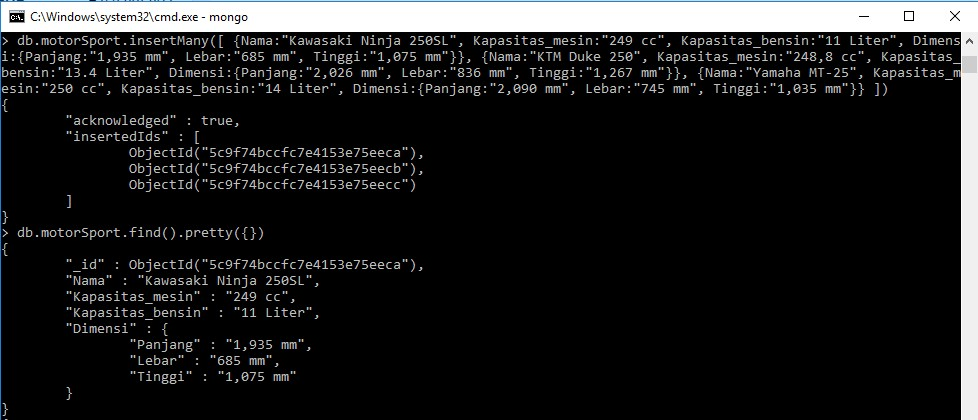 C:\Windows\system32\cmd.exe - mongo
> db.motorSport.insertMany([ {Nama:"Kawasaki Ninja 250SL", Kapasitas_mesin:"249 cc", Kapasitas_bensin:"11 Liter", Dimens
i:{Panjang:"1,935 mm", Lebar:"685 mm", Tinggi:"1,075 mm"}}, {Nama:"KTM Duke 250", Kapasitas_mesin:"248,8 cc", Kapasitas_
bensin:"13.4 Liter", Dimensi:{Panjang:"2,026 mm", Lebar:"836 mm", Tinggi:"1,267 mm"}}, {Nama:"Yamaha MT-25", Kapasitas_m
esin:"250 cc", Kapasitas_bensin:"14 Liter", Dimensi:{Panjang:"2,090 mm", Lebar:"745 mm", Tinggi:"1,035 mm"}} ])
{
"acknowledged" : true,
"insertedIds" : [
ObjectId("5c9f74bccfc7e4153e75eeca"),
ObjectId("5c9f74bccfc7e4153e75eecb"),
ObjectId("5c9f74bccfc7e4153e75eecc")
]
}
> db.motorSport.find().pretty({})
{
"_id" : ObjectId("5c9f74bccfc7e4153e75eeca"),
"Nama" : "Kawasaki Ninja 250SL",
"Kapasitas_mesin" : "249 cc",
"Kapasitas_bensin" : "11 Liter",
"Dimensi" : {
"Panjang" : "1,935 mm",
"Lebar" : "685 mm",
"Tinggi" : "1,075 mm"
}
}